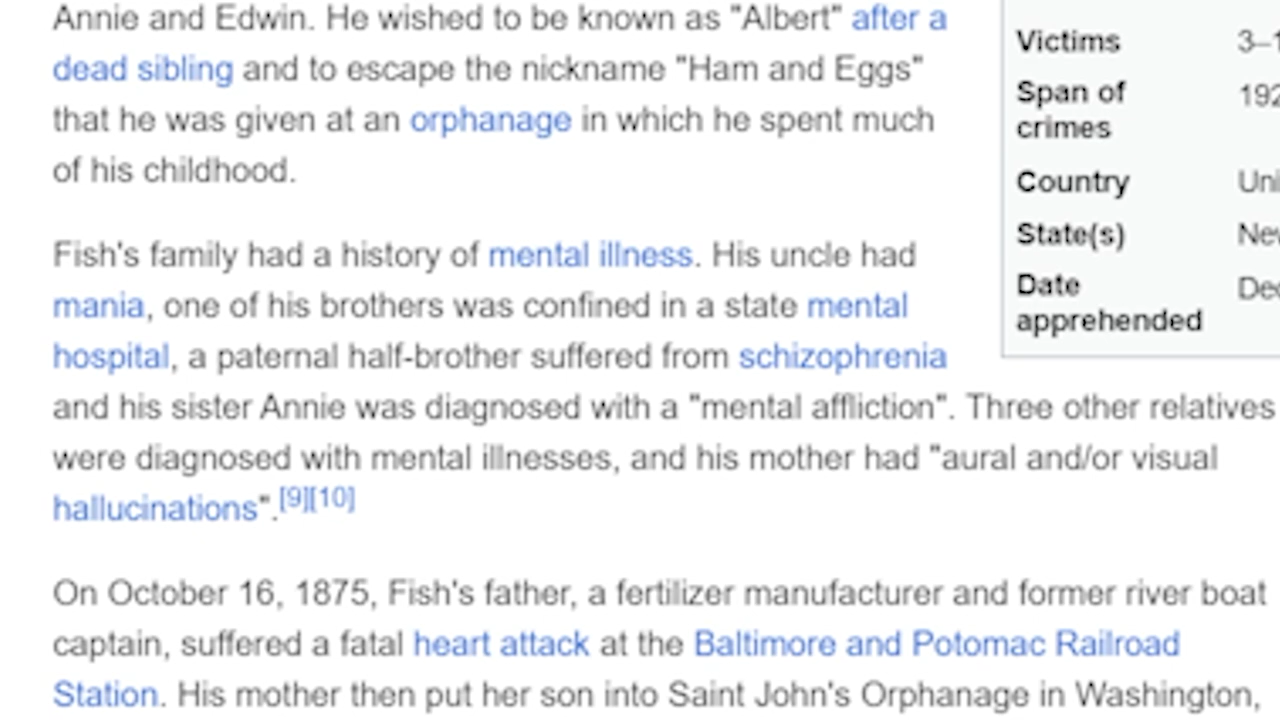 Annie and Edwin. He wished to be known as "Albert" after a
dead sibling and to escape the nickname "Ham and Eggs"
that he was given at an orphanage in which he spent much
of his childhood.
Fish's family had a history of mental illness. His uncle had
mania, one of his brothers was confined in a state mental
hospital, a paternal half-brother suffered from schizophrenia
and his sister Annie was diagnosed with a "mental affliction". Three other relatives
were diagnosed with mental illnesses, and his mother had "aural and/or visual
hallucinations".[9][10]
On October 16, 1875, Fish's father, a fertilizer manufacturer and former river boat
captain, suffered a fatal heart attack at the Baltimore and Potomac Railroad
Station. His mother then put her son into Saint John's Orphanage in Washington,
Victims 3–1
Span of 192
crimes
Country Uni
State(s) Nev
Date Dec
apprehended